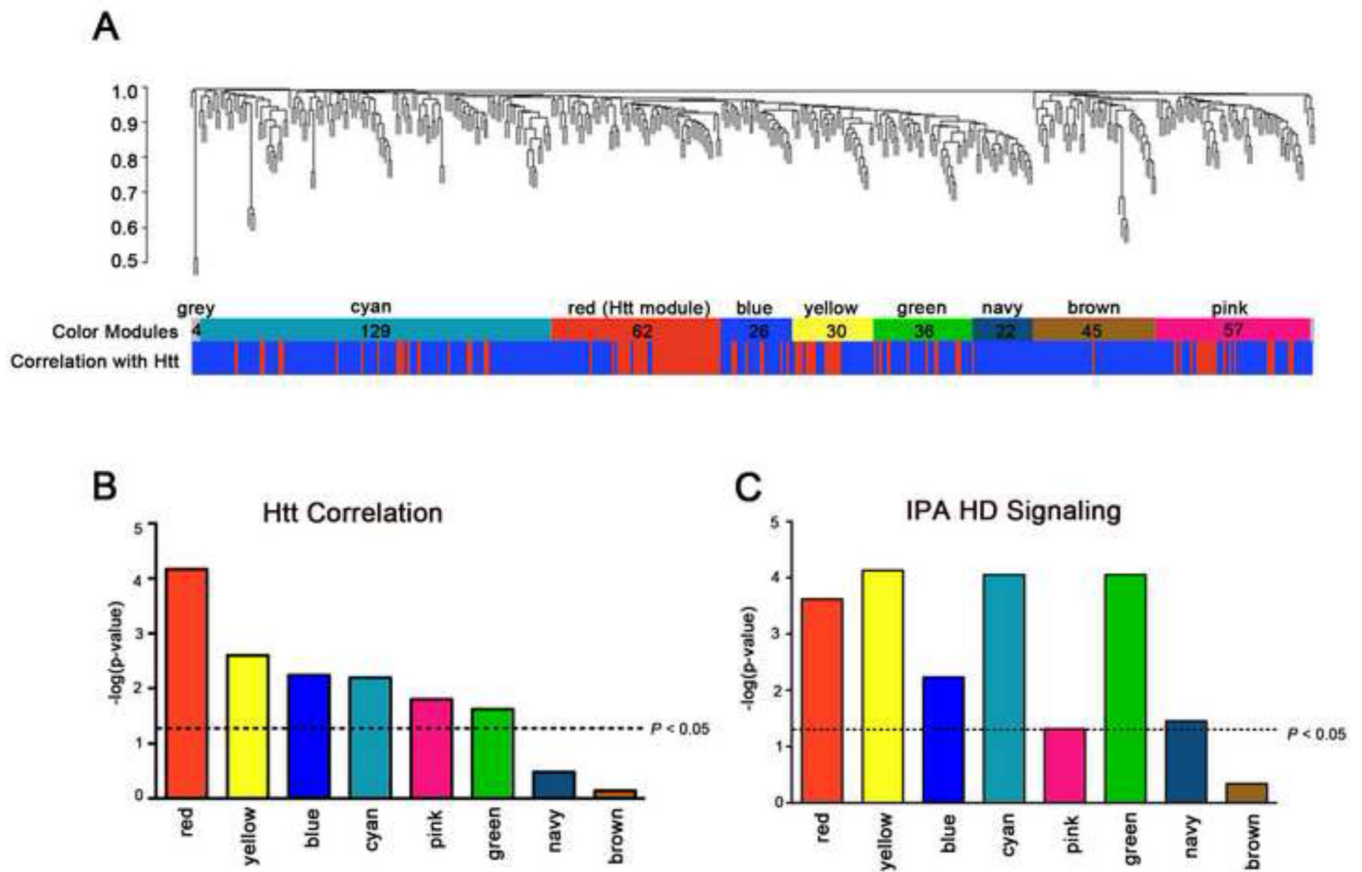 A
1.0
0.9
0.8
0.7
0.6
0.5
grey cyan red (Htt module) blue yellow green navy brown pink
Color Modules 4 129 62 26 30 36 22 45 57
Correlation with Htt
B
Htt Correlation
-log(p-value)
5
4
3
2
1
0
P < 0.05
red yellow blue cyan pink green navy brown
C
IPA HD Signaling
-log(p-value)
5
4
3
2
1
0
P < 0.05
red yellow blue cyan pink green navy brown